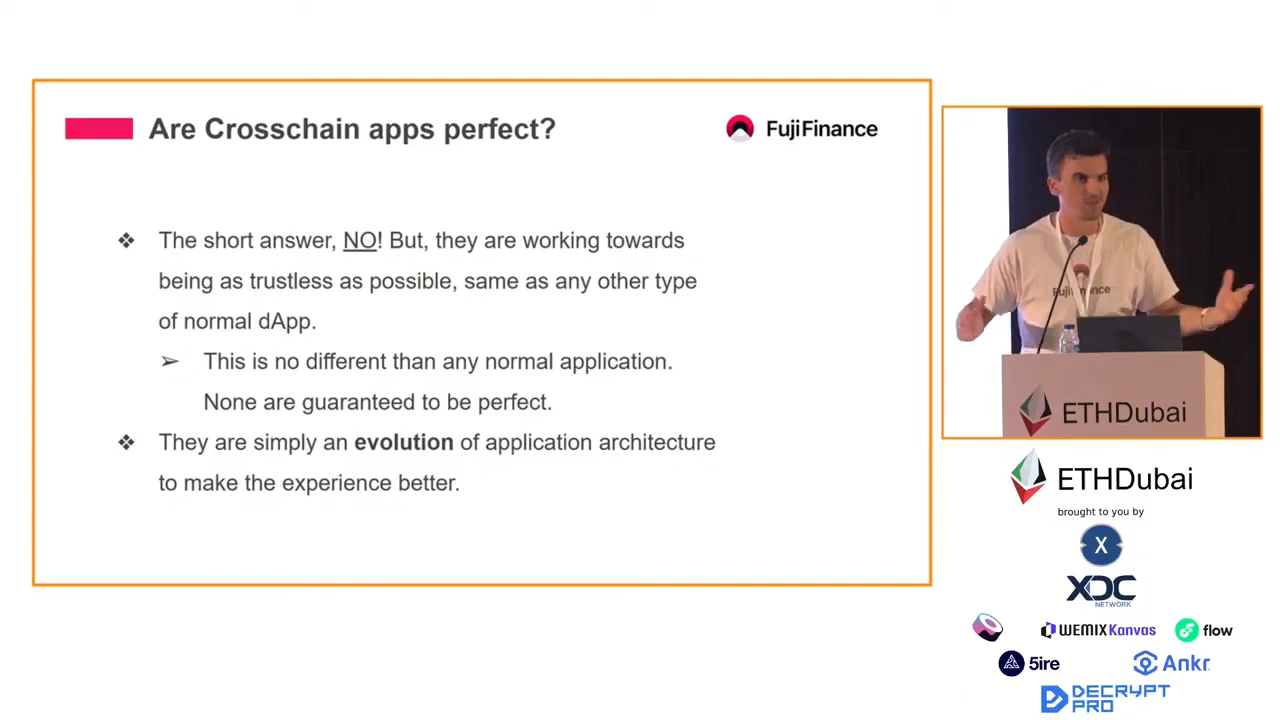 Are Crosschain apps perfect?
FujiFinance
The short answer, NO! But, they are working towards
being as trustless as possible, same as any other type
of normal dApp.
This is no different than any normal application.
None are guaranteed to be perfect.
They are simply an evolution of application architecture
to make the experience better.
FujiFinance
ETHDubai
ETHDubai
brought to you by
X
XDC
NETWORK
WEMIX Kanvas
flow
5ire
Ankr
DECRYPT
PRO